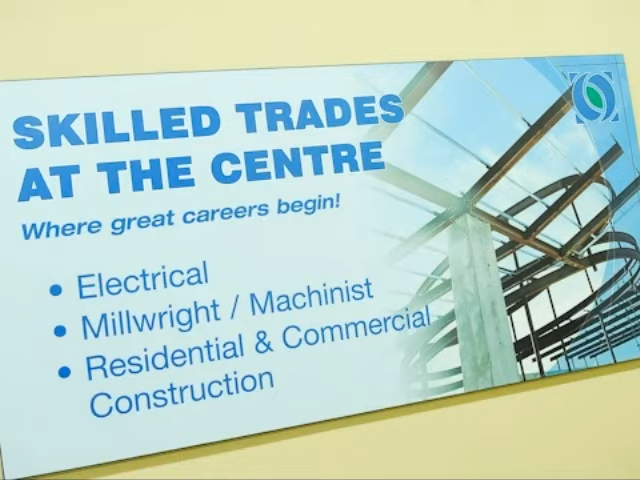 SKILLED TRADES
AT THE CENTRE
Where great careers begin!
• Electrical
• Millwright / Machinist
• Residential & Commercial
Construction